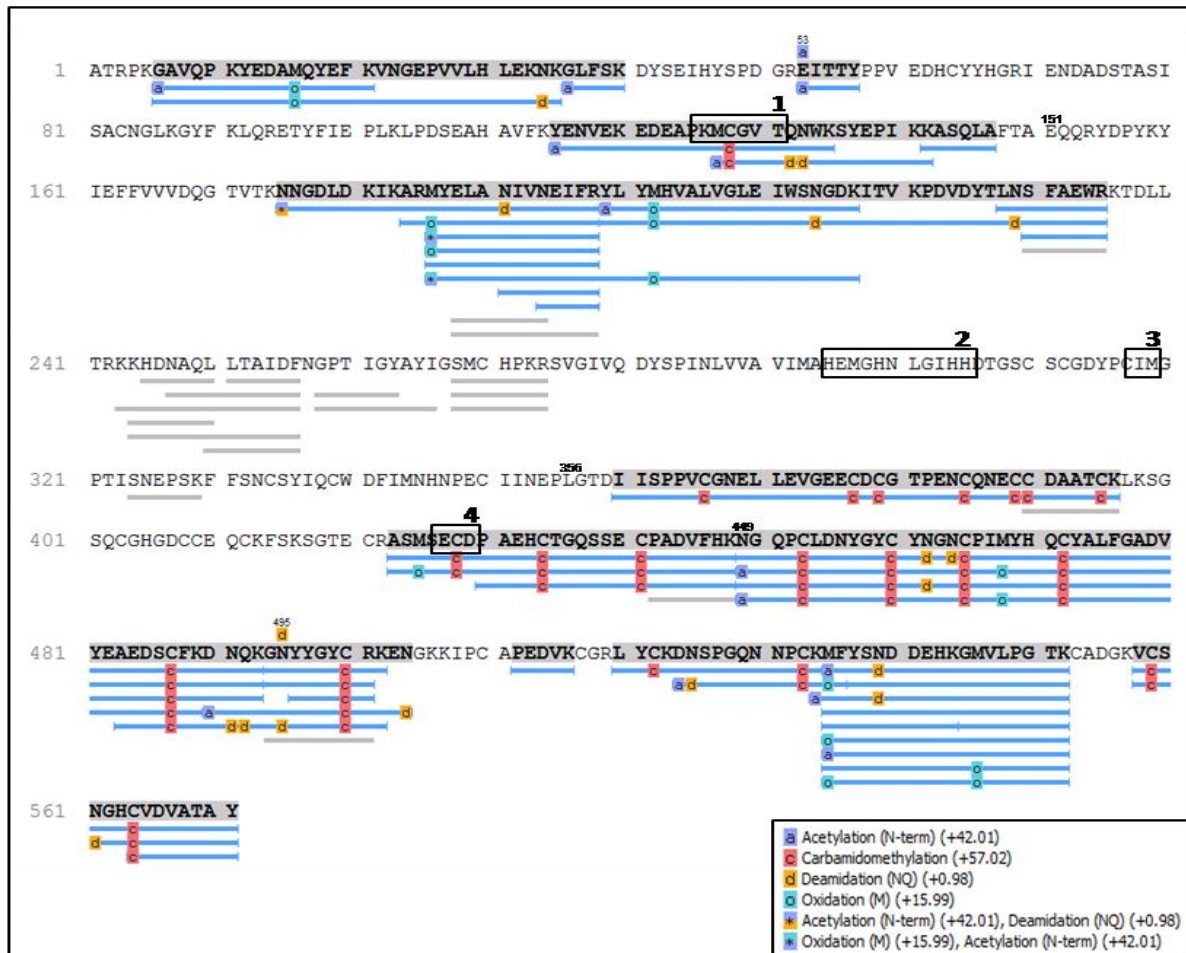 53
a
1 ATRPKGAVQP KYEDAMQYEF KVNGEPVVLH LEKNKGLFSK DYSEIHYSPD GREITTYPPV EDHCYYHGRI ENDADSTASI
a o a a
o d
1 151
81 SACNGLKGYF KLQRETYFIE PLKLPDSEAH AVFKYENVEK EDEAPKMCGV TQNWKSYEPI KKASQLAFTA EQQRYDPYKY
a c
a c d d
161 IEFFVVVDQG TVTKNNGDLD KIKARMYELA NIVNEIFRYL YMHVALVGLE IWSNGDKITV KPDVDYTLNS FAEWRKTDLL
* d a o
o o d d
*
o
* o
2 3
241 TRKKHDNAQL LTAIDFNGPT IGYAYIGSMC HPKRSVGIVQ DYSPINLVVA VIMAHEMGHN LGIHHDTGSC SCGDYPCIMG
356
321 PTISNEPSKF FSNCSYIQCW DFIMNHNPEC IINEPLGTDI ISPPVCGNEL LEVGEECDCG TPENCQNECC DAATCKLKSG
c c c c c c c
4 449
401 SQCGHGDCCE QCKFSKSGTE CRASMSECDP AEHCTGQSSE CPADVFHKNG QPCLDNYGYC YNGNCPIMYH QCYALFGADV
c c c c c d d c c
o c c c a c c c o c
c c c c d c c
a c c c o c
495
d
481 YEAEDSCFKD NQKGNYYGYC RKENGKKIPC APEDVKCGRL YCKDNSPGQN NPCKMFYSND DEHKGMVLPG TKCADGKVCS
c c c c a d c
c c a d c o c
c c a d
c a c d
c d d d c
o
a
o o
o o
561 NGHCVDVATA Y
c
d c
c
a Acetylation (N-term) (+42.01)
c Carbamidomethylation (+57.02)
d Deamidation (NQ) (+0.98)
o Oxidation (M) (+15.99)
* Acetylation (N-term) (+42.01), Deamidation (NQ) (+0.98)
* Oxidation (M) (+15.99), Acetylation (N-term) (+42.01)